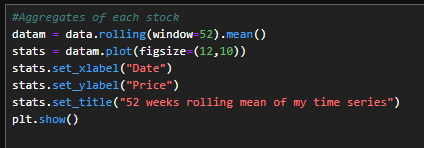 #Aggregates of each stock
datam = data.rolling(window=52).mean()
stats = datam.plot(figsize=(12,10))
stats.set_xlabel("Date")
stats.set_ylabel("Price")
stats.set_title("52 weeks rolling mean of my time series")
plt.show()